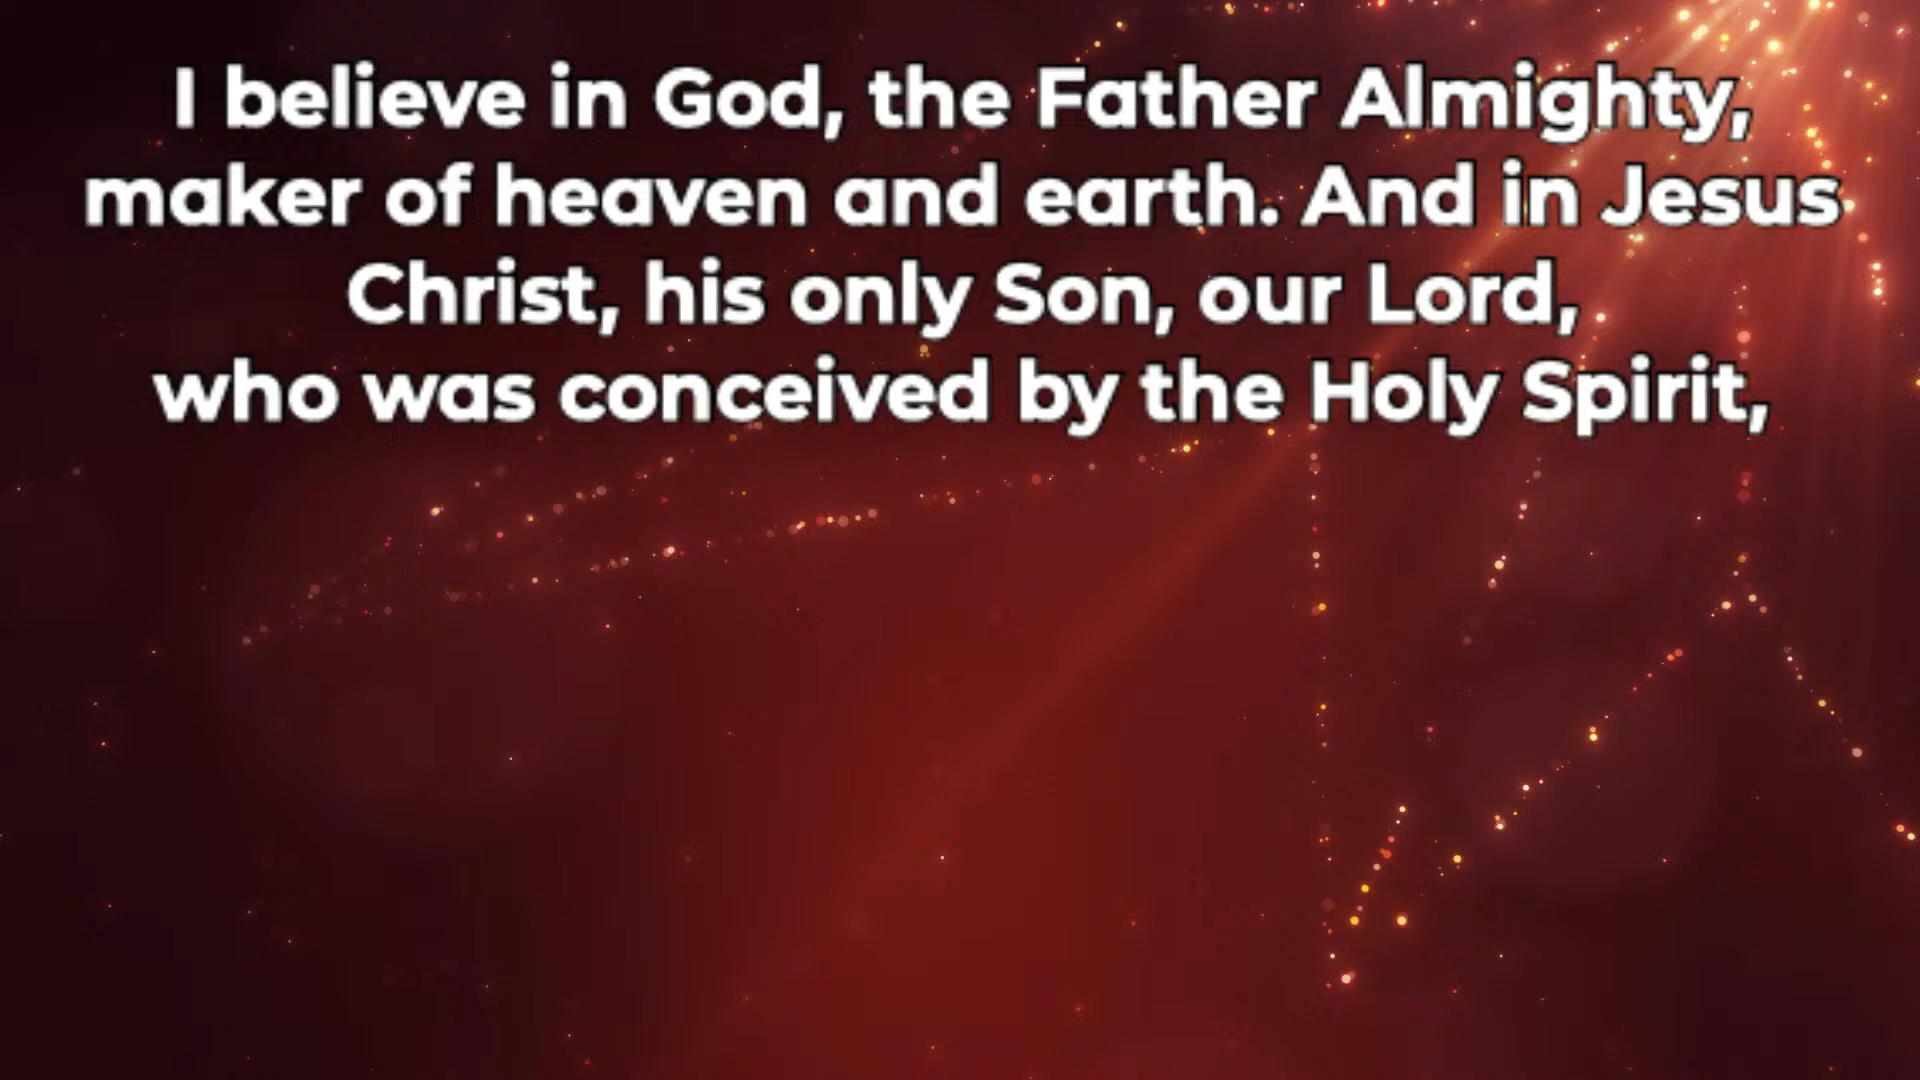 I believe in God, the Father Almighty,
maker of heaven and earth. And in Jesus
Christ, his only Son, our Lord,
who was conceived by the Holy Spirit,